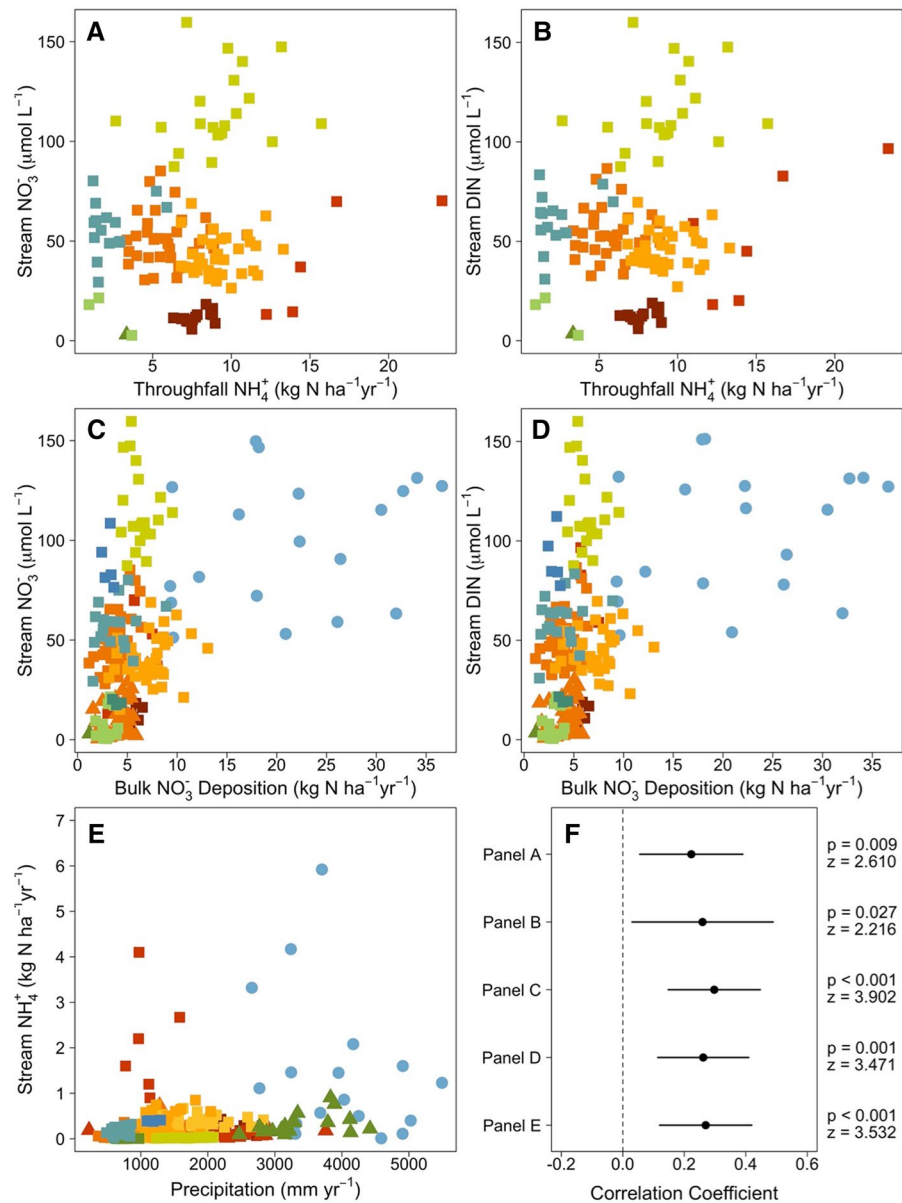 A
Stream NO₃⁻ (μmol L⁻¹)
150
100
50
0
5 10 15 20
Throughfall NH₄⁺ (kg N ha⁻¹yr⁻¹)
B
Stream DIN (μmol L⁻¹)
150
100
50
0
5 10 15 20
Throughfall NH₄⁺ (kg N ha⁻¹yr⁻¹)
C
Stream NO₃⁻ (μmol L⁻¹)
150
100
50
0
0 5 10 15 20 25 30 35
Bulk NO₃⁻ Deposition (kg N ha⁻¹yr⁻¹)
D
Stream DIN (μmol L⁻¹)
150
100
50
0
0 5 10 15 20 25 30 35
Bulk NO₃⁻ Deposition (kg N ha⁻¹yr⁻¹)
E
Stream NH₄⁺ (kg N ha⁻¹yr⁻¹)
7
6
5
4
3
2
1
0
1000 2000 3000 4000 5000
Precipitation (mm yr⁻¹)
F
Panel A
p = 0.009
z = 2.610
Panel B
p = 0.027
z = 2.216
Panel C
p < 0.001
z = 3.902
Panel D
p = 0.001
z = 3.471
Panel E
p < 0.001
z = 3.532
-0.2 0.0 0.2 0.4 0.6
Correlation Coefficient